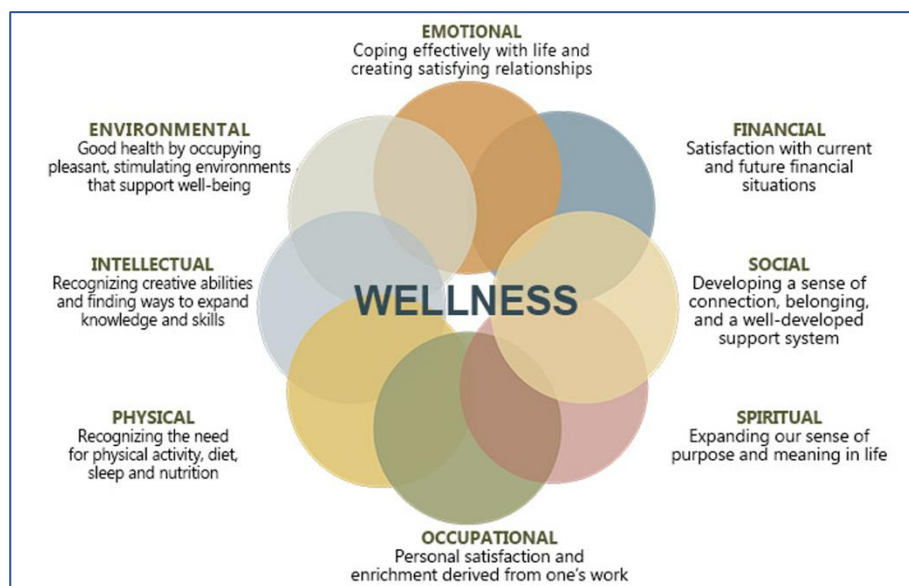 EMOTIONAL
Coping effectively with life and
creating satisfying relationships
ENVIRONMENTAL
Good health by occupying
pleasant, stimulating environments
that support well-being
FINANCIAL
Satisfaction with current
and future financial
situations
INTELLECTUAL
Recognizing creative abilities
and finding ways to expand
knowledge and skills
WELLNESS
SOCIAL
Developing a sense of
connection, belonging,
and a well-developed
support system
PHYSICAL
Recognizing the need
for physical activity, diet,
sleep and nutrition
SPIRITUAL
Expanding our sense of
purpose and meaning in life
OCCUPATIONAL
Personal satisfaction and
enrichment derived from one's work